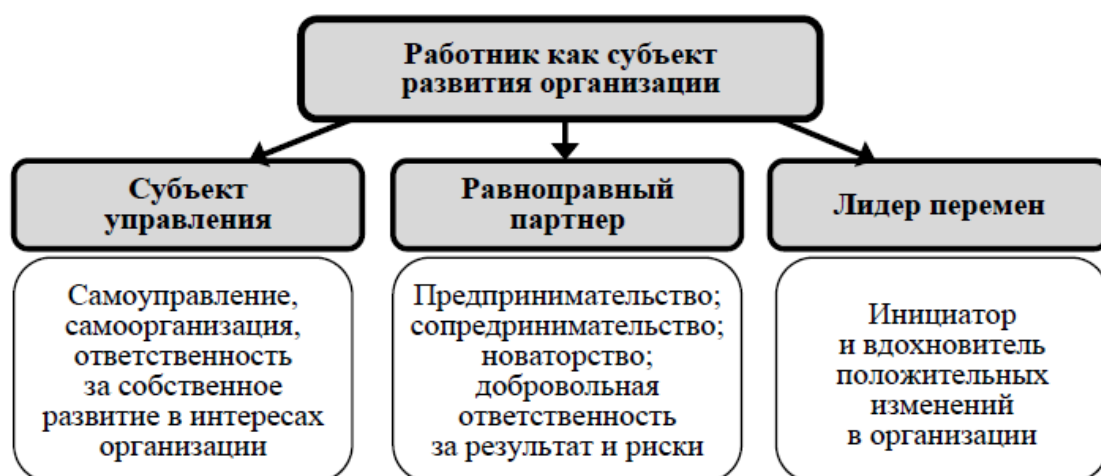 Работник как субъект
развития организации
Субъект
управления
Равноправный
партнер
Лидер перемен
Самоуправление,
самоорганизация,
ответственность
за собственное
развитие в интересах
организации
Предпринимательство;
сопредринимательство;
новаторство;
добровольная
ответственность
за результат и риски
Инициатор
и вдохновитель
положительных
изменений
в организации